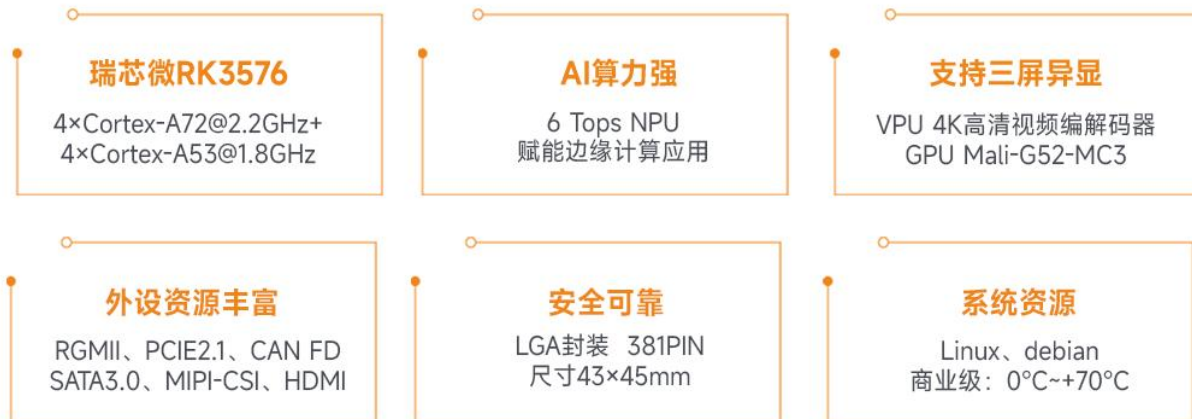 瑞芯微RK3576
4×Cortex-A72@2.2GHz+
4×Cortex-A53@1.8GHz
AI算力强
6 Tops NPU
赋能边缘计算应用
支持三屏异显
VPU 4K高清视频编解码器
GPU Mali-G52-MC3
外设资源丰富
RGMII、PCIE2.1、CAN FD
SATA3.0、MIPI-CSI、HDMI
安全可靠
LGA封装 381PIN
尺寸43×45mm
系统资源
Linux、debian
商业级：0°C~+70°C